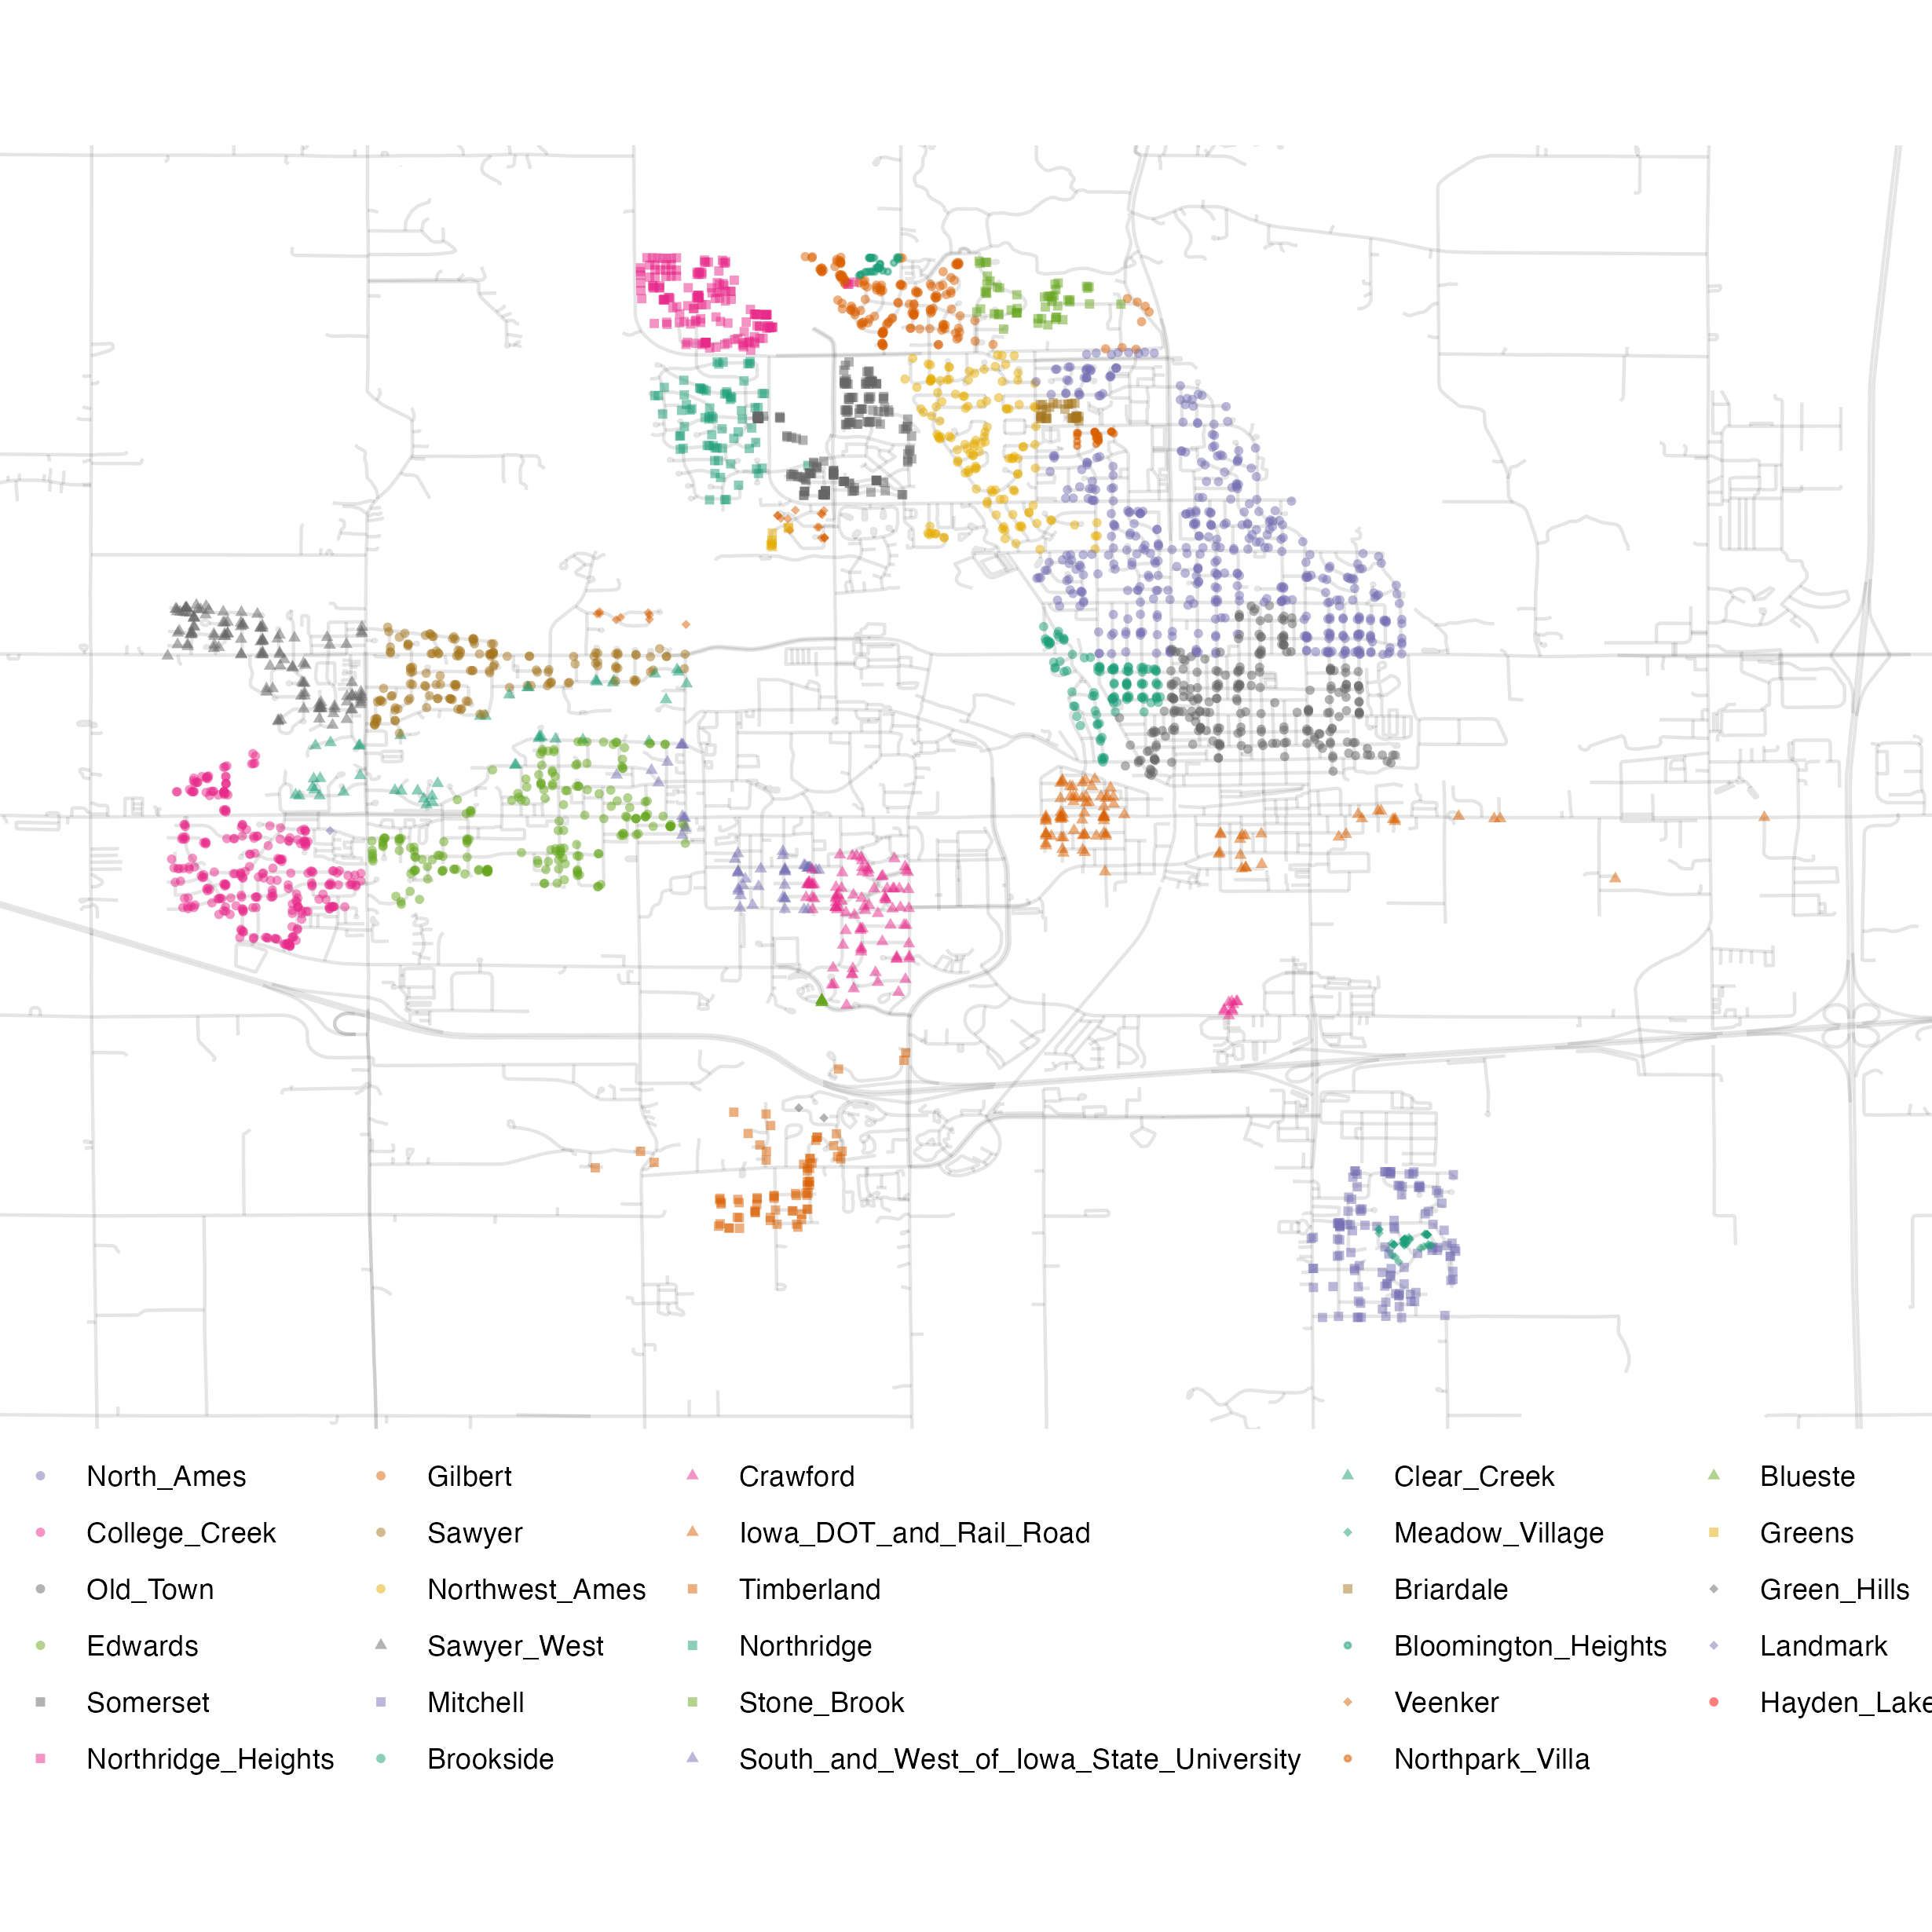 North_Ames
College_Creek
Old_Town
Edwards
Somerset
Northridge_Heights
Gilbert
Sawyer
Northwest_Ames
Sawyer_West
Mitchell
Brookside
Crawford
Iowa_DOT_and_Rail_Road
Timberland
Northridge
Stone_Brook
South_and_West_of_Iowa_State_University
Clear_Creek
Meadow_Village
Briardale
Bloomington_Heights
Veenker
Northpark_Villa
Blueste
Greens
Green_Hills
Landmark
Hayden_Lake